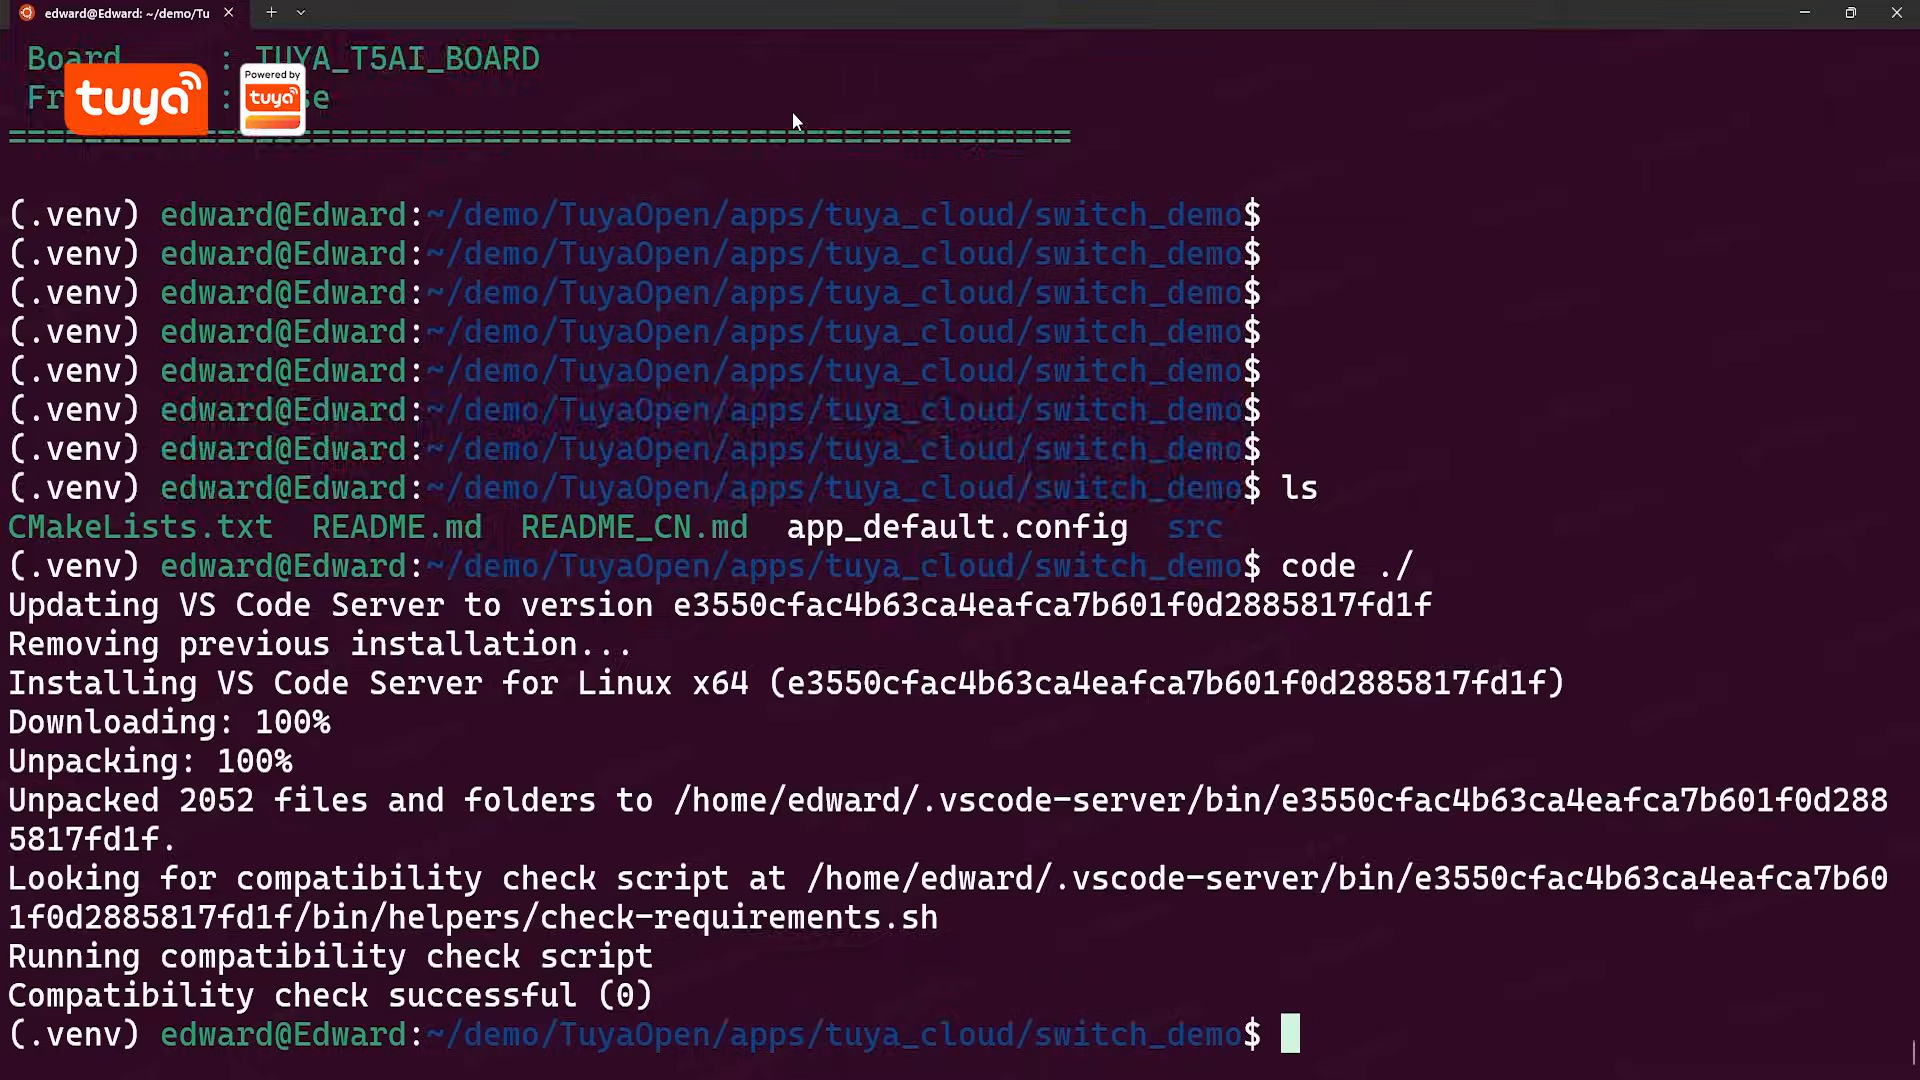 edward@Edward: ~/demo/Tu
Board : TUYA_T5AI_BOARD
Fr : se
tuya
Powered by
tuya
========================================================
(.venv) edward@Edward:~/demo/TuyaOpen/apps/tuya_cloud/switch_demo$
(.venv) edward@Edward:~/demo/TuyaOpen/apps/tuya_cloud/switch_demo$
(.venv) edward@Edward:~/demo/TuyaOpen/apps/tuya_cloud/switch_demo$
(.venv) edward@Edward:~/demo/TuyaOpen/apps/tuya_cloud/switch_demo$
(.venv) edward@Edward:~/demo/TuyaOpen/apps/tuya_cloud/switch_demo$
(.venv) edward@Edward:~/demo/TuyaOpen/apps/tuya_cloud/switch_demo$
(.venv) edward@Edward:~/demo/TuyaOpen/apps/tuya_cloud/switch_demo$
(.venv) edward@Edward:~/demo/TuyaOpen/apps/tuya_cloud/switch_demo$ ls
CMakeLists.txt README.md README_CN.md app_default.config src
(.venv) edward@Edward:~/demo/TuyaOpen/apps/tuya_cloud/switch_demo$ code ./
Updating VS Code Server to version e3550cfac4b63ca4eafca7b601f0d2885817fd1f
Removing previous installation...
Installing VS Code Server for Linux x64 (e3550cfac4b63ca4eafca7b601f0d2885817fd1f)
Downloading: 100%
Unpacking: 100%
Unpacked 2052 files and folders to /home/edward/.vscode-server/bin/e3550cfac4b63ca4eafca7b601f0d288
5817fd1f.
Looking for compatibility check script at /home/edward/.vscode-server/bin/e3550cfac4b63ca4eafca7b60
1f0d2885817fd1f/bin/helpers/check-requirements.sh
Running compatibility check script
Compatibility check successful (0)
(.venv) edward@Edward:~/demo/TuyaOpen/apps/tuya_cloud/switch_demo$